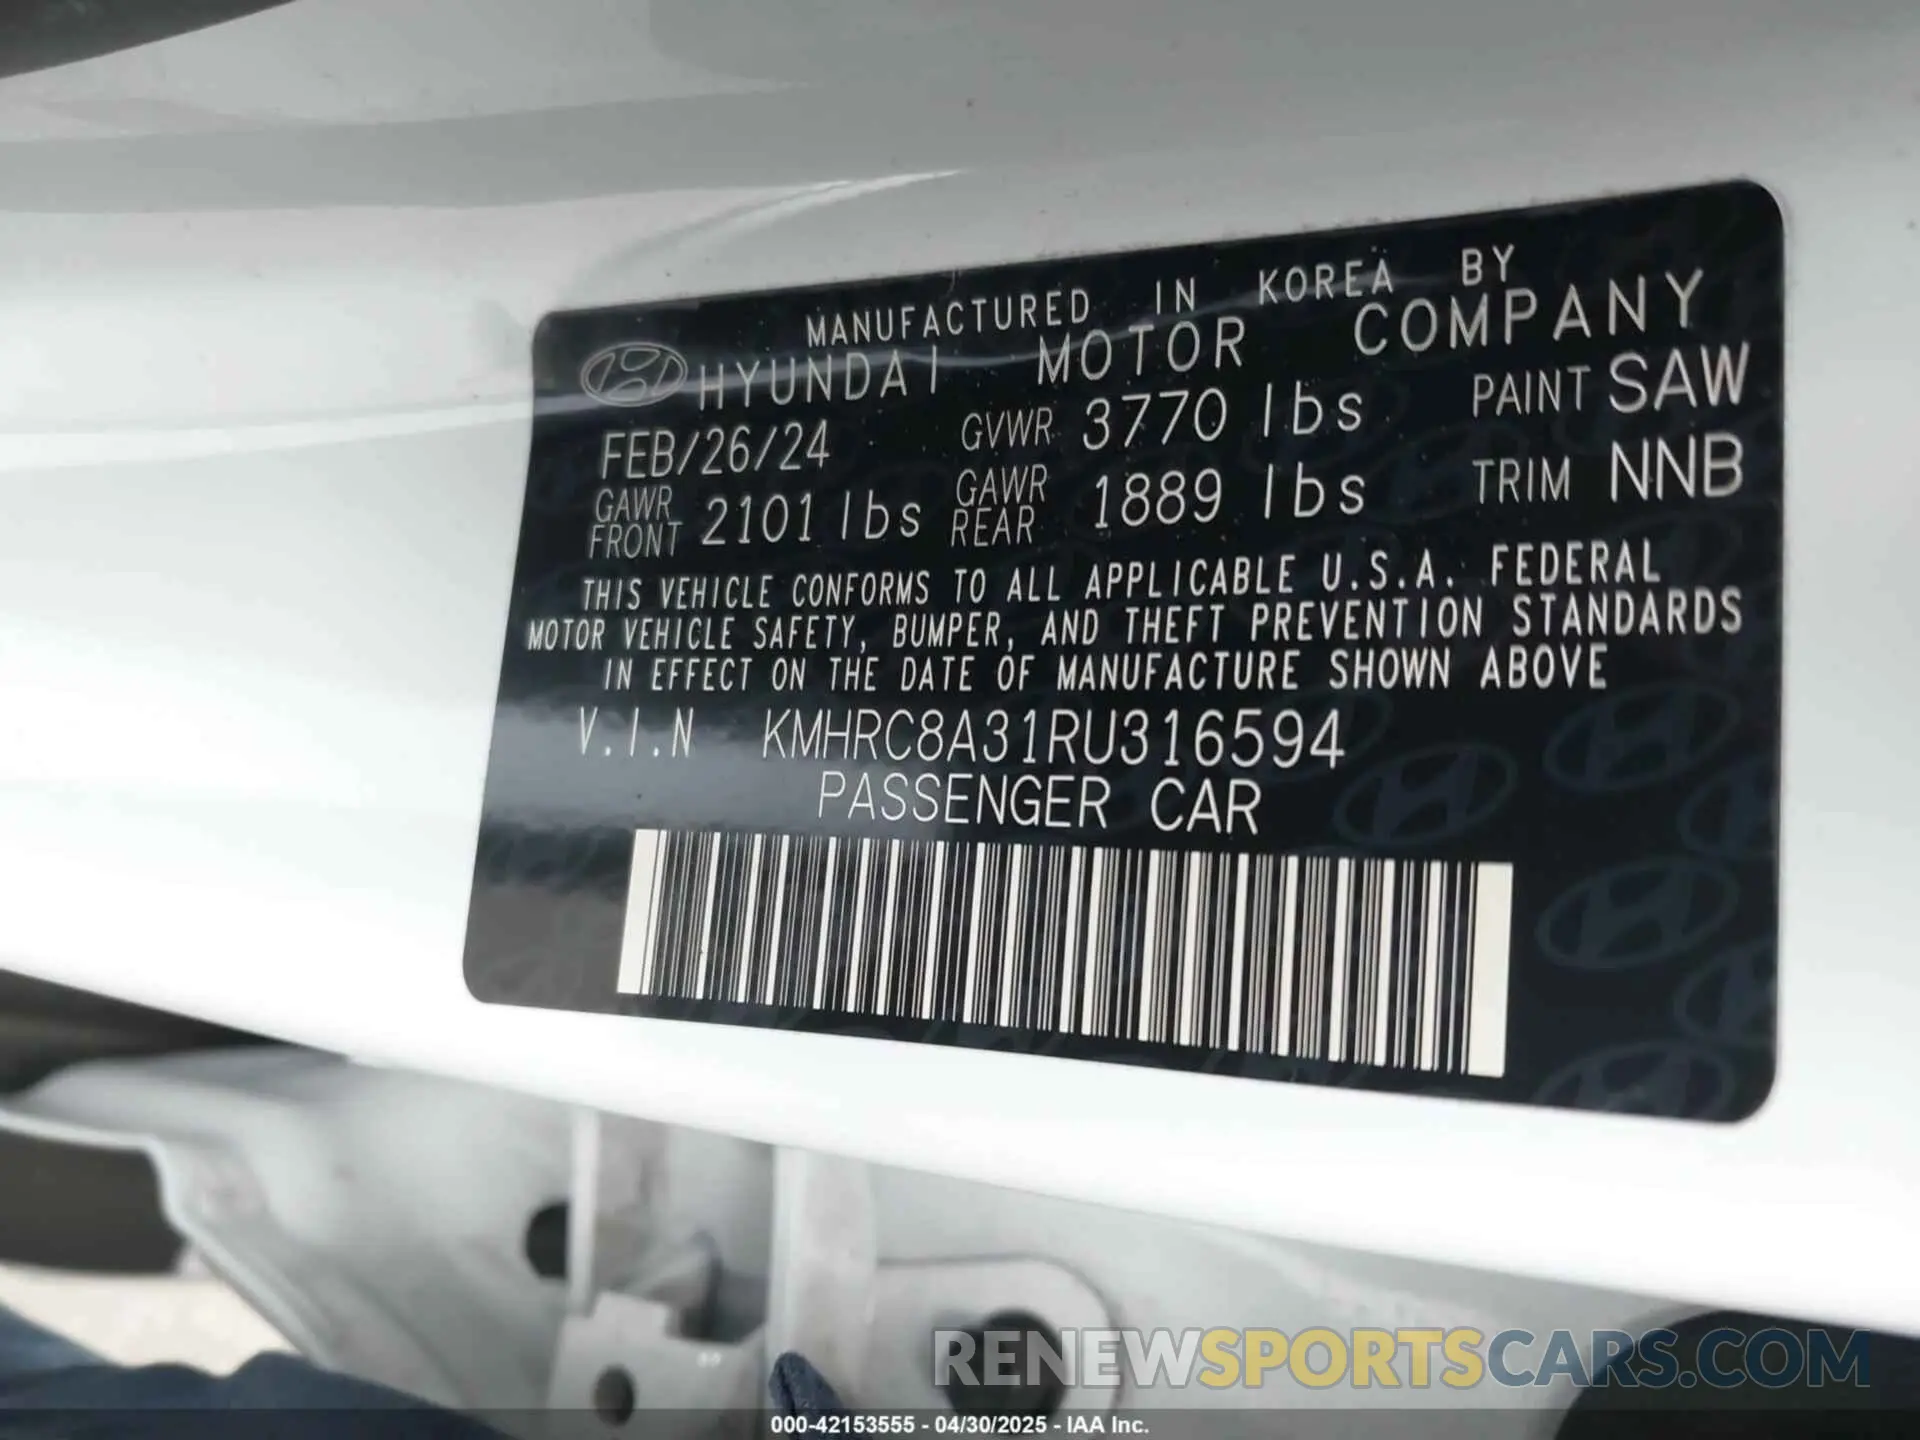 MANUFACTURED IN KOREA BY
HYUNDAI MOTOR COMPANY
FEB/26/24 GVWR 3770 lbs PAINT SAW
GAWR FRONT 2101 lbs GAWR REAR 1889 lbs TRIM NNB
THIS VEHICLE CONFORMS TO ALL APPLICABLE U.S.A. FEDERAL
MOTOR VEHICLE SAFETY, BUMPER, AND THEFT PREVENTION STANDARDS
IN EFFECT ON THE DATE OF MANUFACTURE SHOWN ABOVE
V.I.N KMHRC8A31RU316594
PASSENGER CAR
RENEWSPORTSCARS.COM
000-42153555 - 04/30/2025 - IAA Inc.